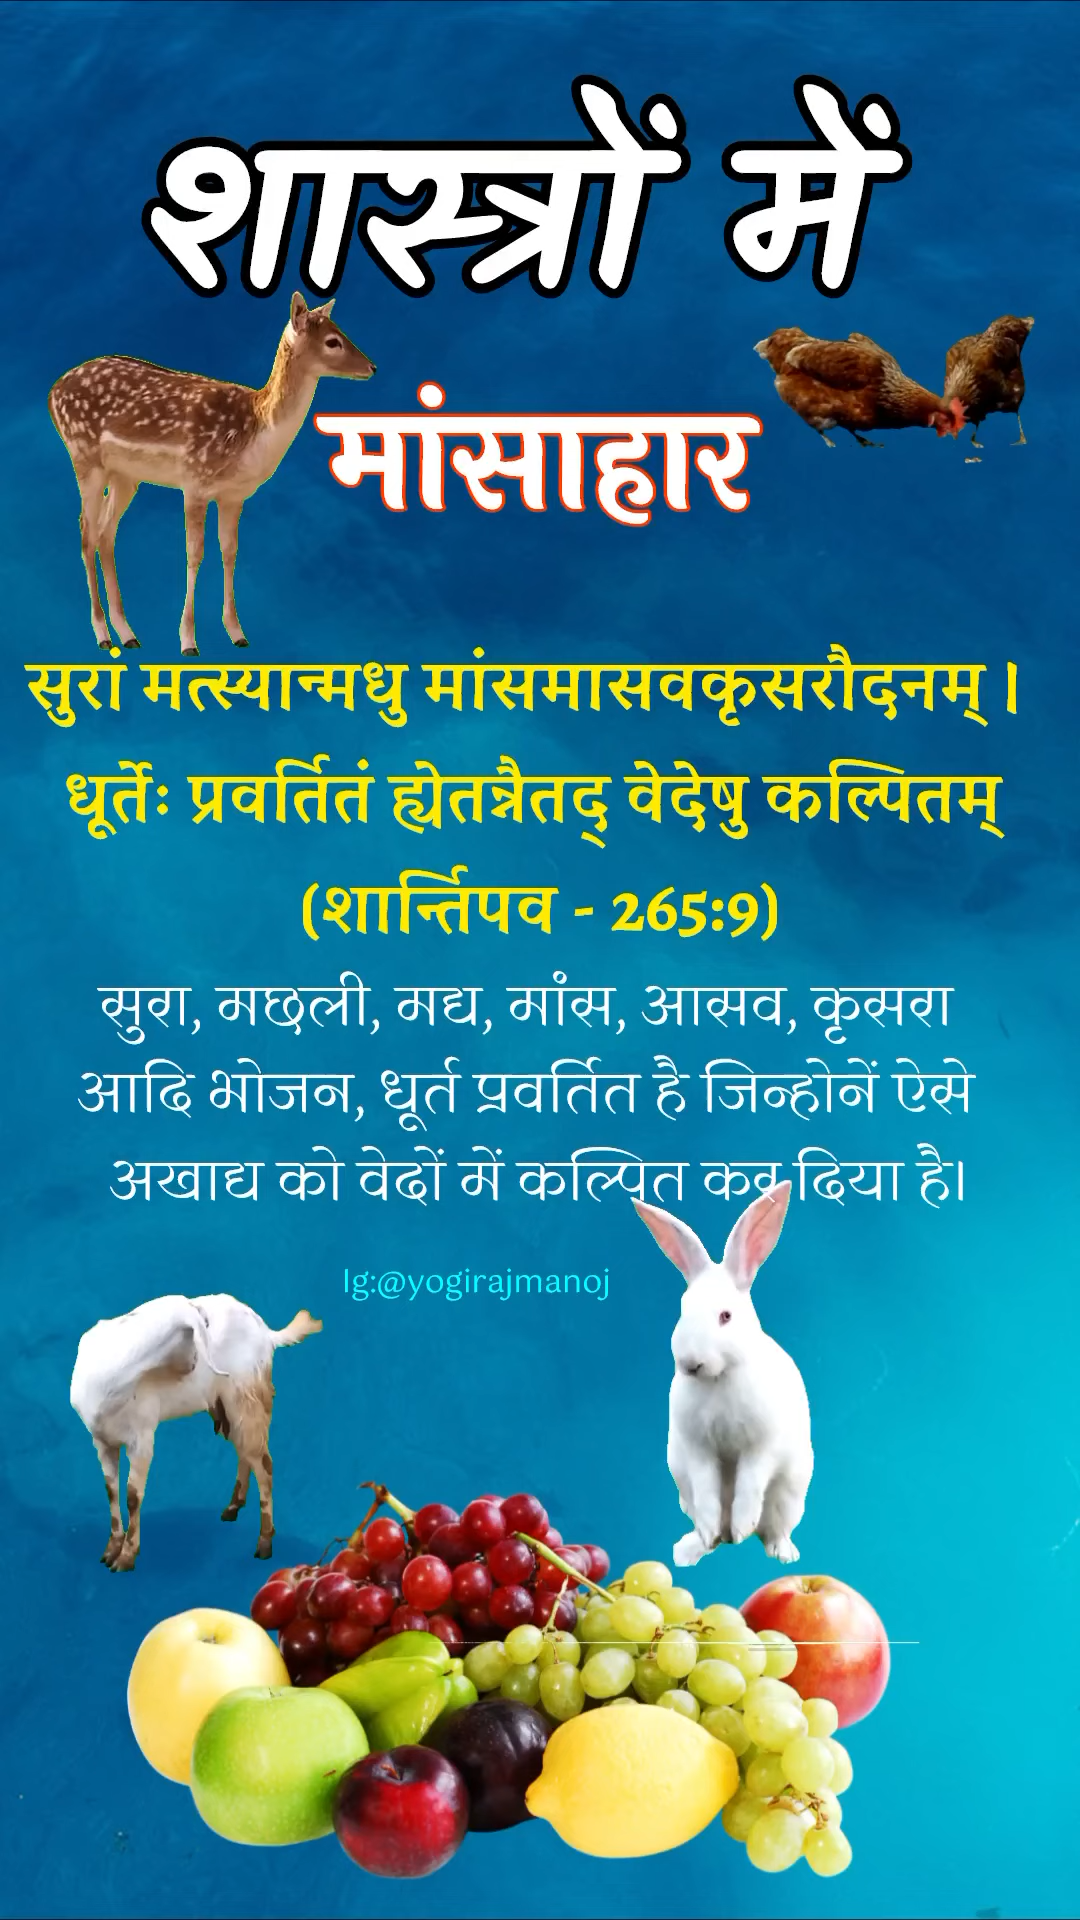 शास्त्रों में
मांसाहार
सुरां मत्स्यान्मधु मांसमासवकृसरौदनम् ।
धूर्तेः प्रवर्तितं ह्येतन्नैतद् वेदेषु कल्पितम्
(शार्न्तिपव - 265:9)
सुरा, मछली, मद्य, मांस, आसव, कृसरा
आदि भोजन, धूर्त प्रवर्तित है जिन्होनें ऐसे
अखाद्य को वेदों में कल्पित कर दिया है।
Ig:@yogirajmanoj